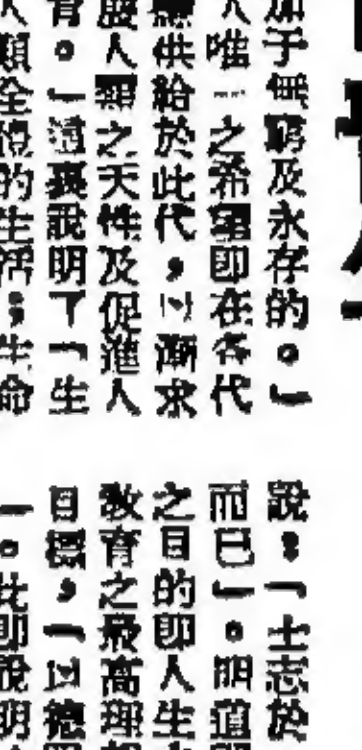 加于無窮及永存的。」
人唯一之希望即在各代
應供給於此代,以漸求
展人類之天性及促進人
育。」這裏說明了「生
人類全體的生活;生命
說:「士志於
而已」。明道
之目的即人生
教育之最高理
目標,「以德
一。此即說明